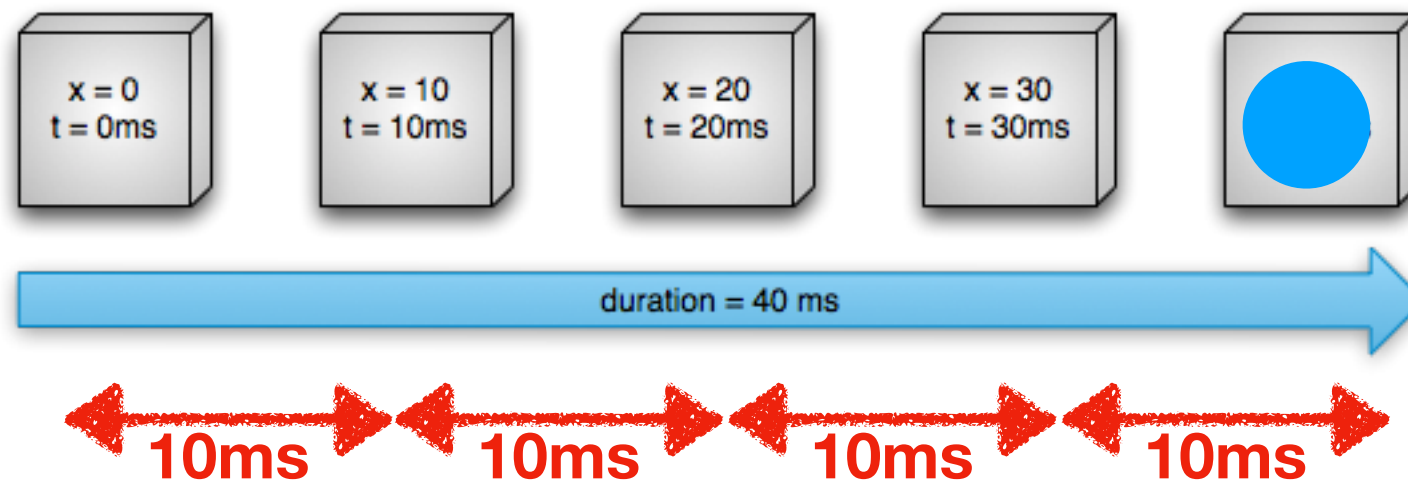 x = 0
t = 0ms
x = 10
t = 10ms
x = 20
t = 20ms
x = 30
t = 30ms
duration = 40 ms
10ms
10ms
10ms
10ms